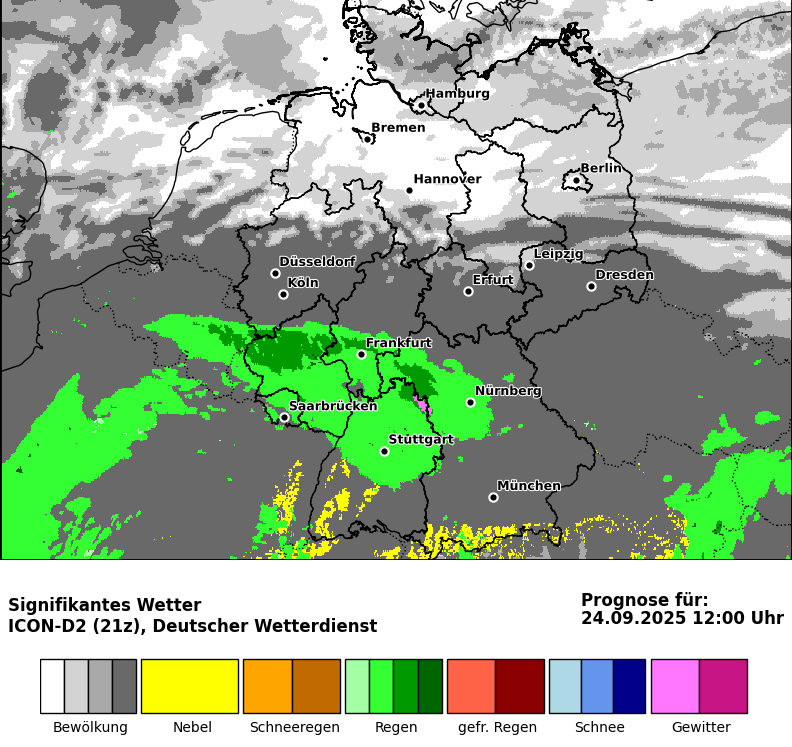 Hamburg
Bremen
Berlin
Hannover
Leipzig
Düsseldorf
Dresden
Köln
Erfurt
Frankfurt
Nürnberg
Saarbrücken
Stuttgart
München
Signifikantes Wetter
ICON-D2 (21z), Deutscher Wetterdienst
Prognose für:
24.09.2025 12:00 Uhr
Bewölkung
Nebel
Schneeregen
Regen
gefr. Regen
Schnee
Gewitter